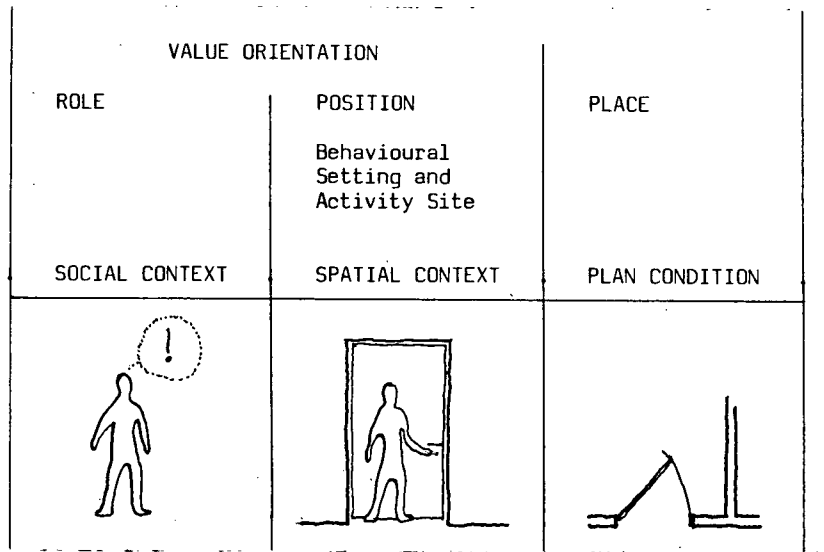 VALUE ORIENTATION
ROLE
POSITION
PLACE
Behavioural
Setting and
Activity Site
SOCIAL CONTEXT
SPATIAL CONTEXT
PLAN CONDITION
!